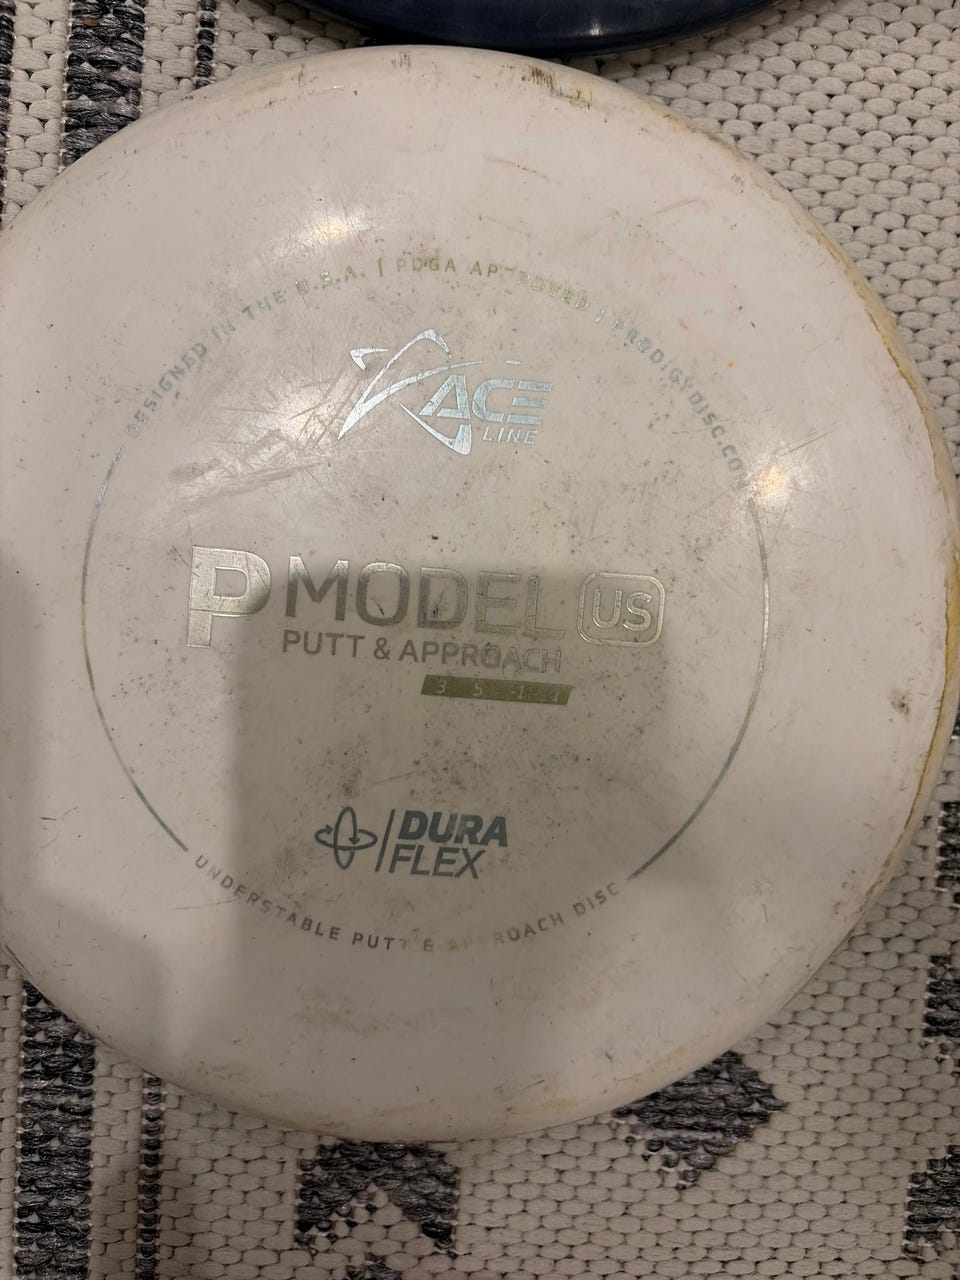 DESIGNED IN THE U.S.A. | PDGA APPROVED | PRODIGYDISC.CO
ACE
LINE
P MODEL US
PUTT & APPROACH
3 5 -1 1
DURA
FLEX
UNDERSTABLE PUTT & APPROACH DISC